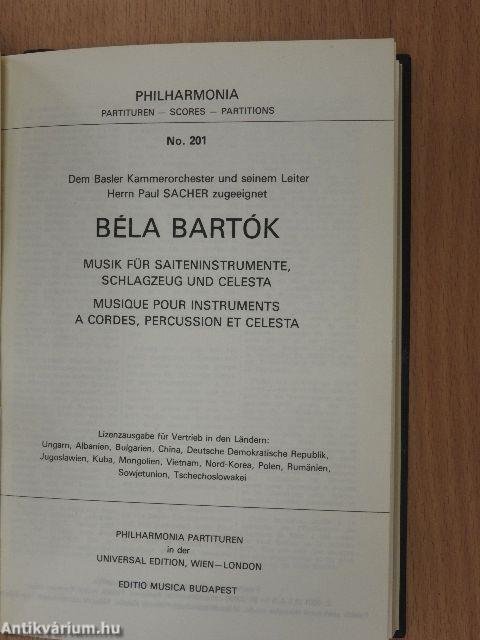 PHILHARMONIA
PARTITUREN – SCORES – PARTITIONS
No. 201
Dem Basler Kammerorchester und seinem Leiter
Herrn Paul SACHER zugeeignet
BÉLA BARTÓK
MUSIK FÜR SAITENINSTRUMENTE,
SCHLAGZEUG UND CELESTA
MUSIQUE POUR INSTRUMENTS
A CORDES, PERCUSSION ET CELESTA
Lizenzausgabe für Vertrieb in den Ländern:
Ungarn, Albanien, Bulgarien, China, Deutsche Demokratische Republik,
Jugoslawien, Kuba, Mongolien, Vietnam, Nord-Korea, Polen, Rumänien,
Sowjetunion, Tschechoslowakei
PHILHARMONIA PARTITUREN
in der
UNIVERSAL EDITION, WIEN–LONDON
EDITIO MUSICA BUDAPEST
Antikvárium.hu